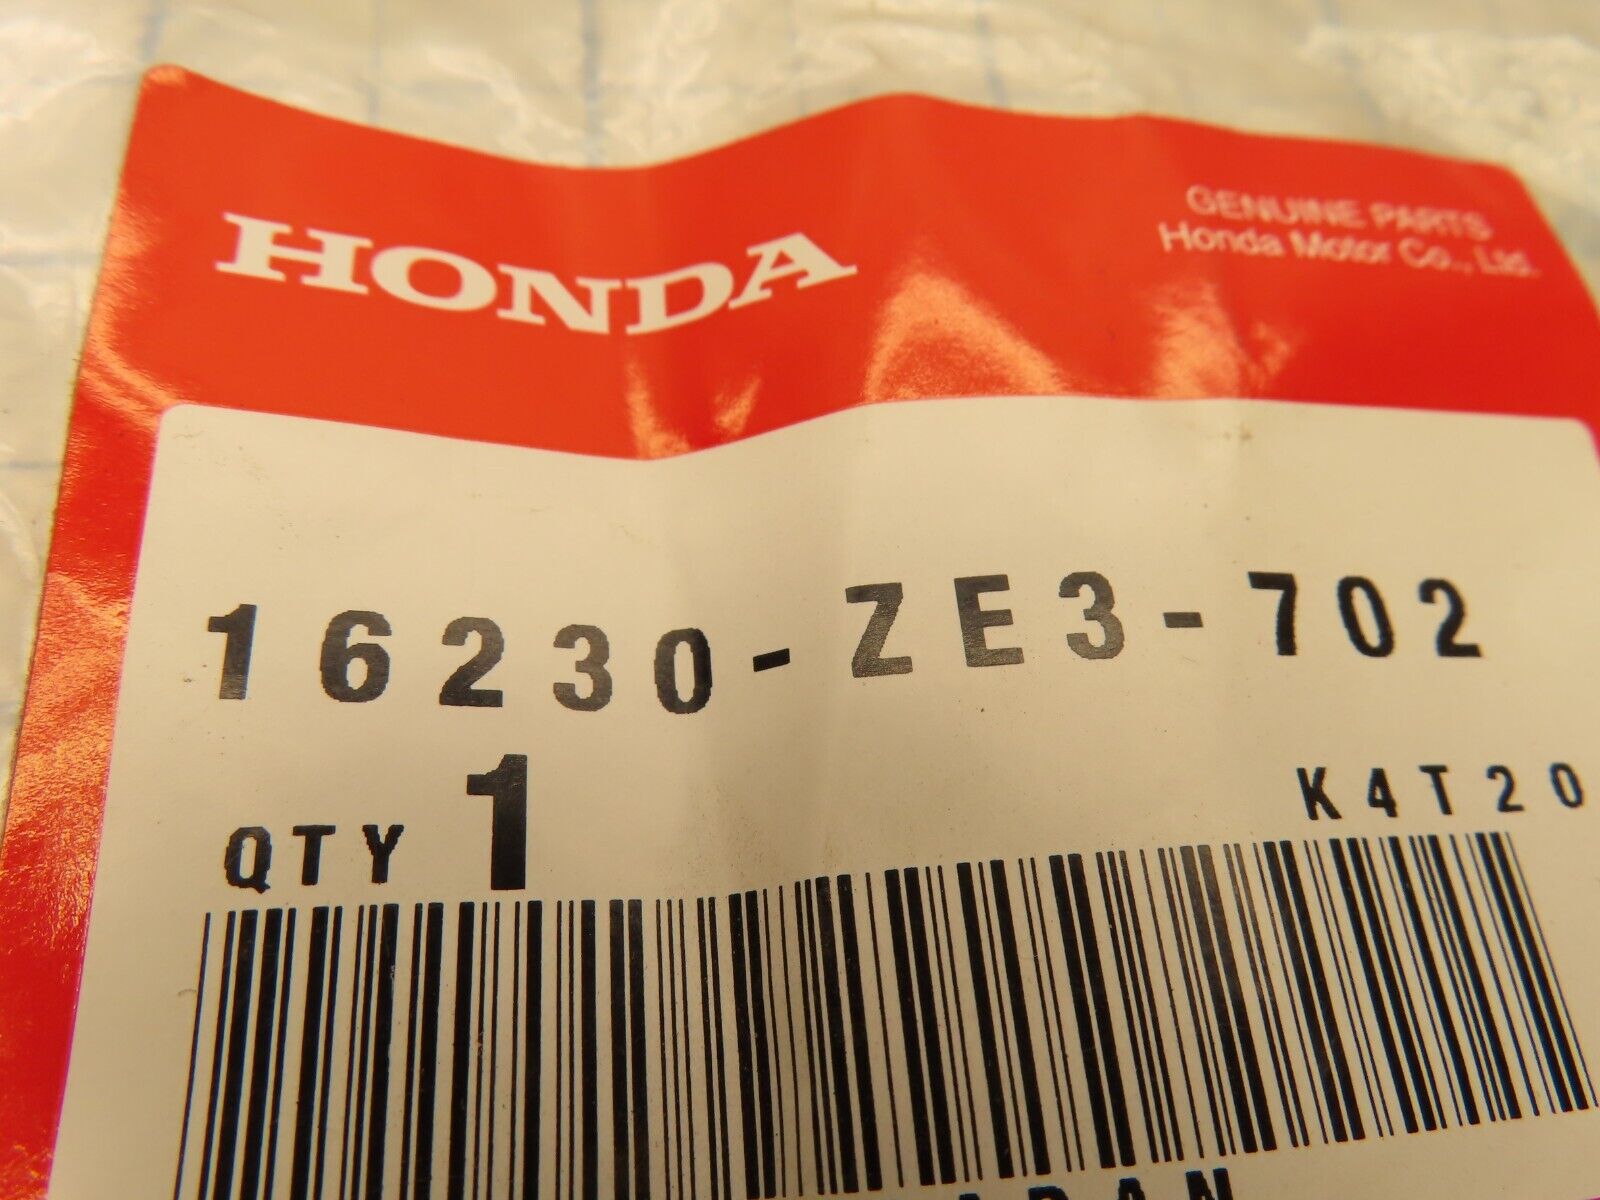 HONDA
GENUINE PARTS
Honda Motor Co., Ltd.
16230-ZE3-702
QTY 1
K4T20